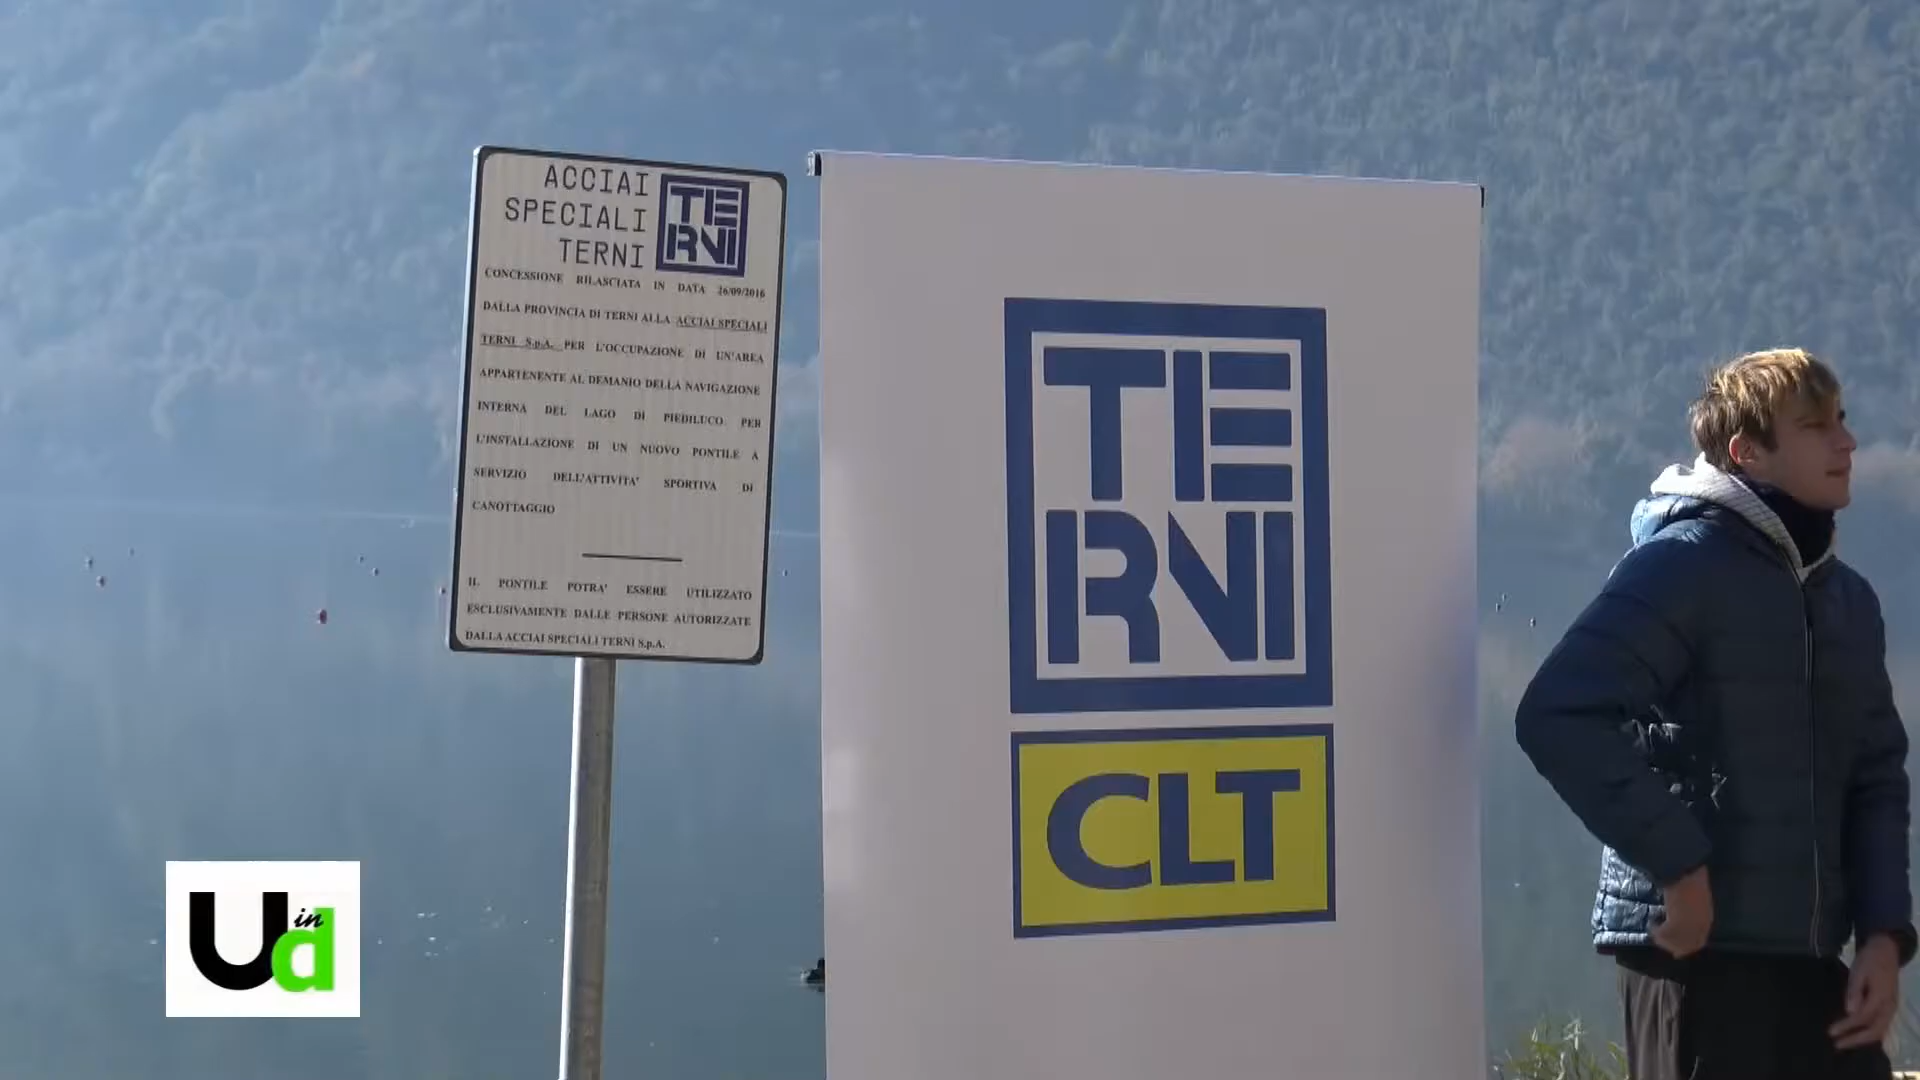 ACCIAI
SPECIALI
TERNI
TERNI
CONCESSIONE RILASCIATA IN DATA 26/09/2016
DALLA PROVINCIA DI TERNI ALLA ACCIAI SPECIALI
TERNI S.p.A. PER L'OCCUPAZIONE DI UN'AREA
APPARTENENTE AL DEMANIO DELLA NAVIGAZIONE
INTERNA DEL LAGO DI PIEDILUCO PER
L'INSTALLAZIONE DI UN NUOVO PONTILE A
SERVIZIO DELL'ATTIVITA' SPORTIVA DI
CANOTTAGGIO
IL PONTILE POTRA' ESSERE UTILIZZATO
ESCLUSIVAMENTE DALLE PERSONE AUTORIZZATE
DALLA ACCIAI SPECIALI TERNI S.p.A.
TE
RNI
CLT
U in d